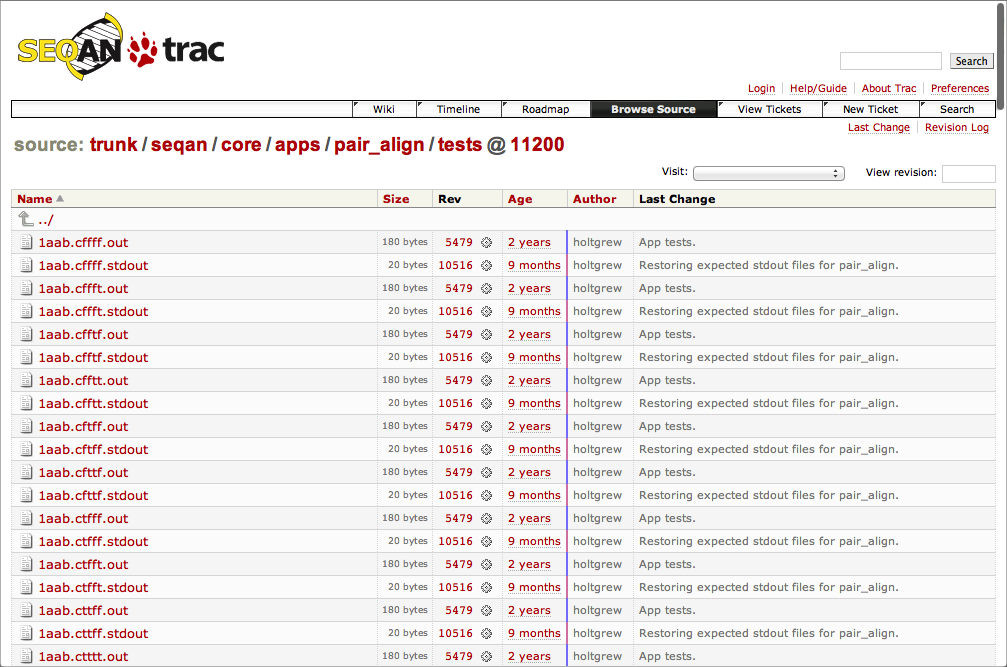 SEQAN trac
Search
Login Help/Guide About Trac Preferences
Wiki Timeline Roadmap Browse Source View Tickets New Ticket Search
Last Change Revision Log
source: trunk / seqan / core / apps / pair_align / tests @ 11200
Visit: View revision:
Name Size Rev Age Author Last Change
../
1aab.cffff.out 180 bytes 5479 2 years holtgrew App tests.
1aab.cffff.stdout 20 bytes 10516 9 months holtgrew Restoring expected stdout files for pair_align.
1aab.cffft.out 180 bytes 5479 2 years holtgrew App tests.
1aab.cffft.stdout 20 bytes 10516 9 months holtgrew Restoring expected stdout files for pair_align.
1aab.cfftf.out 180 bytes 5479 2 years holtgrew App tests.
1aab.cfftf.stdout 20 bytes 10516 9 months holtgrew Restoring expected stdout files for pair_align.
1aab.cfftt.out 180 bytes 5479 2 years holtgrew App tests.
1aab.cfftt.stdout 20 bytes 10516 9 months holtgrew Restoring expected stdout files for pair_align.
1aab.cftff.out 180 bytes 5479 2 years holtgrew App tests.
1aab.cftff.stdout 20 bytes 10516 9 months holtgrew Restoring expected stdout files for pair_align.
1aab.cfttf.out 180 bytes 5479 2 years holtgrew App tests.
1aab.cfttf.stdout 20 bytes 10516 9 months holtgrew Restoring expected stdout files for pair_align.
1aab.ctfff.out 180 bytes 5479 2 years holtgrew App tests.
1aab.ctfff.stdout 20 bytes 10516 9 months holtgrew Restoring expected stdout files for pair_align.
1aab.ctfft.out 180 bytes 5479 2 years holtgrew App tests.
1aab.ctfft.stdout 20 bytes 10516 9 months holtgrew Restoring expected stdout files for pair_align.
1aab.cttff.out 180 bytes 5479 2 years holtgrew App tests.
1aab.cttff.stdout 20 bytes 10516 9 months holtgrew Restoring expected stdout files for pair_align.
1aab.ctttt.out 180 bytes 5479 2 years holtgrew App tests.